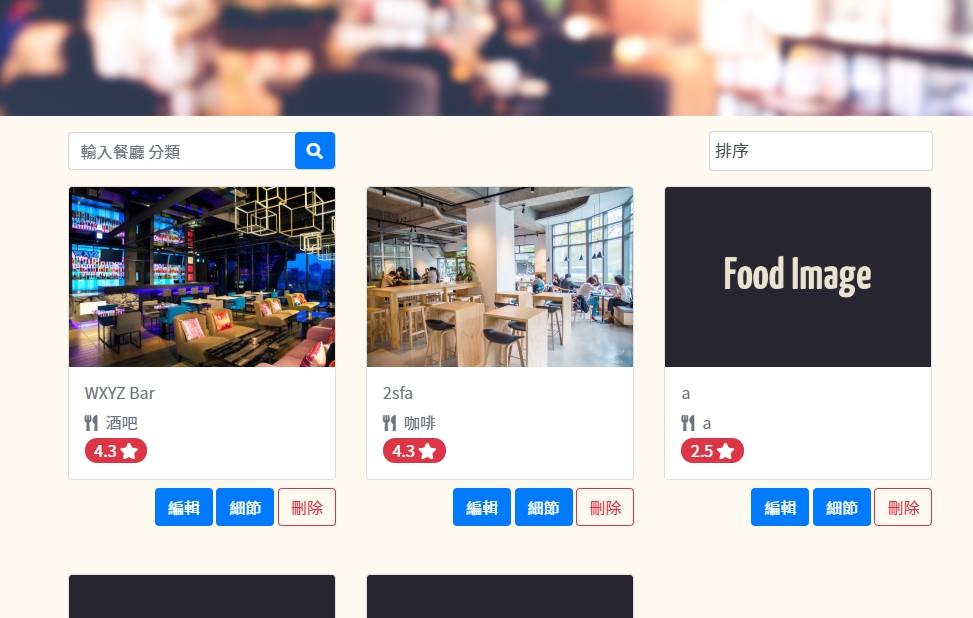 輸入餐廳 分類
排序
Food Image
WXYZ Bar
酒吧
4.3
編輯 細節 刪除
2sfa
咖啡
4.3
編輯 細節 刪除
a
a
2.5
編輯 細節 刪除